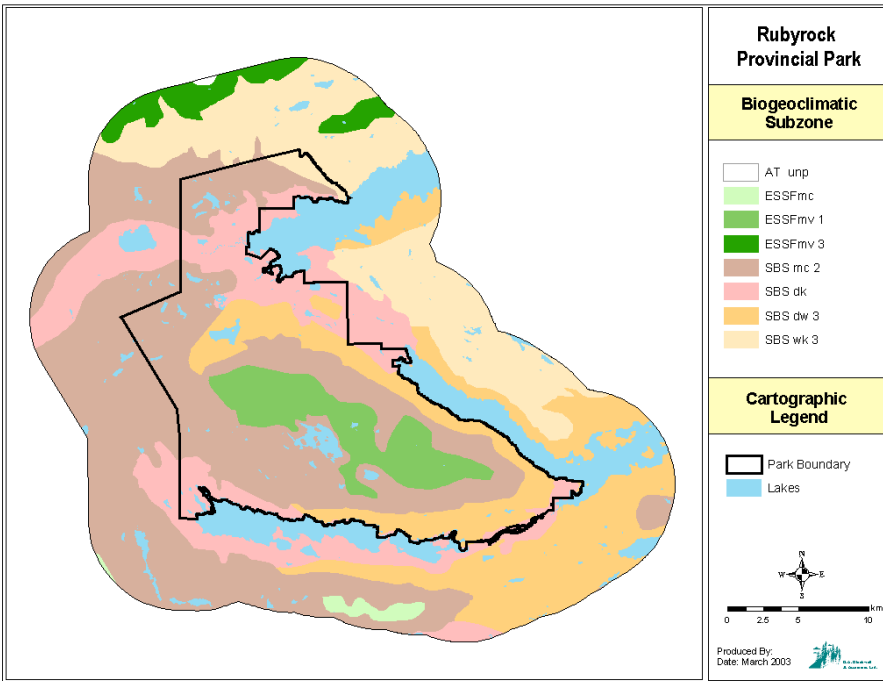 Rubyrock
Provincial Park
Biogeoclimatic
Subzone
AT unp
ESSFmc
ESSFmv 1
ESSFmv 3
SBS mc 2
SBS dk
SBS dw 3
SBS wk 3
Cartographic
Legend
Park Boundary
Lakes
N
W E
S
0 2.5 5 10 km
Produced By:
Date: March 2003